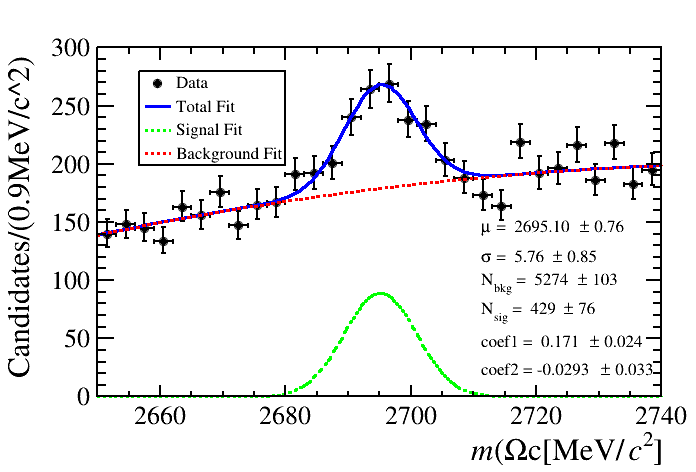 Candidates/(0.9MeV/c^2)
300
250
200
150
100
50
0
Data
Total Fit
Signal Fit
Background Fit
μ = 2695.10 ± 0.76
σ = 5.76 ± 0.85
N_bkg = 5274 ± 103
N_sig = 429 ± 76
coef1 = 0.171 ± 0.024
coef2 = -0.0293 ± 0.033
2660 2680 2700 2720 2740
m(Ωc[MeV/c²]